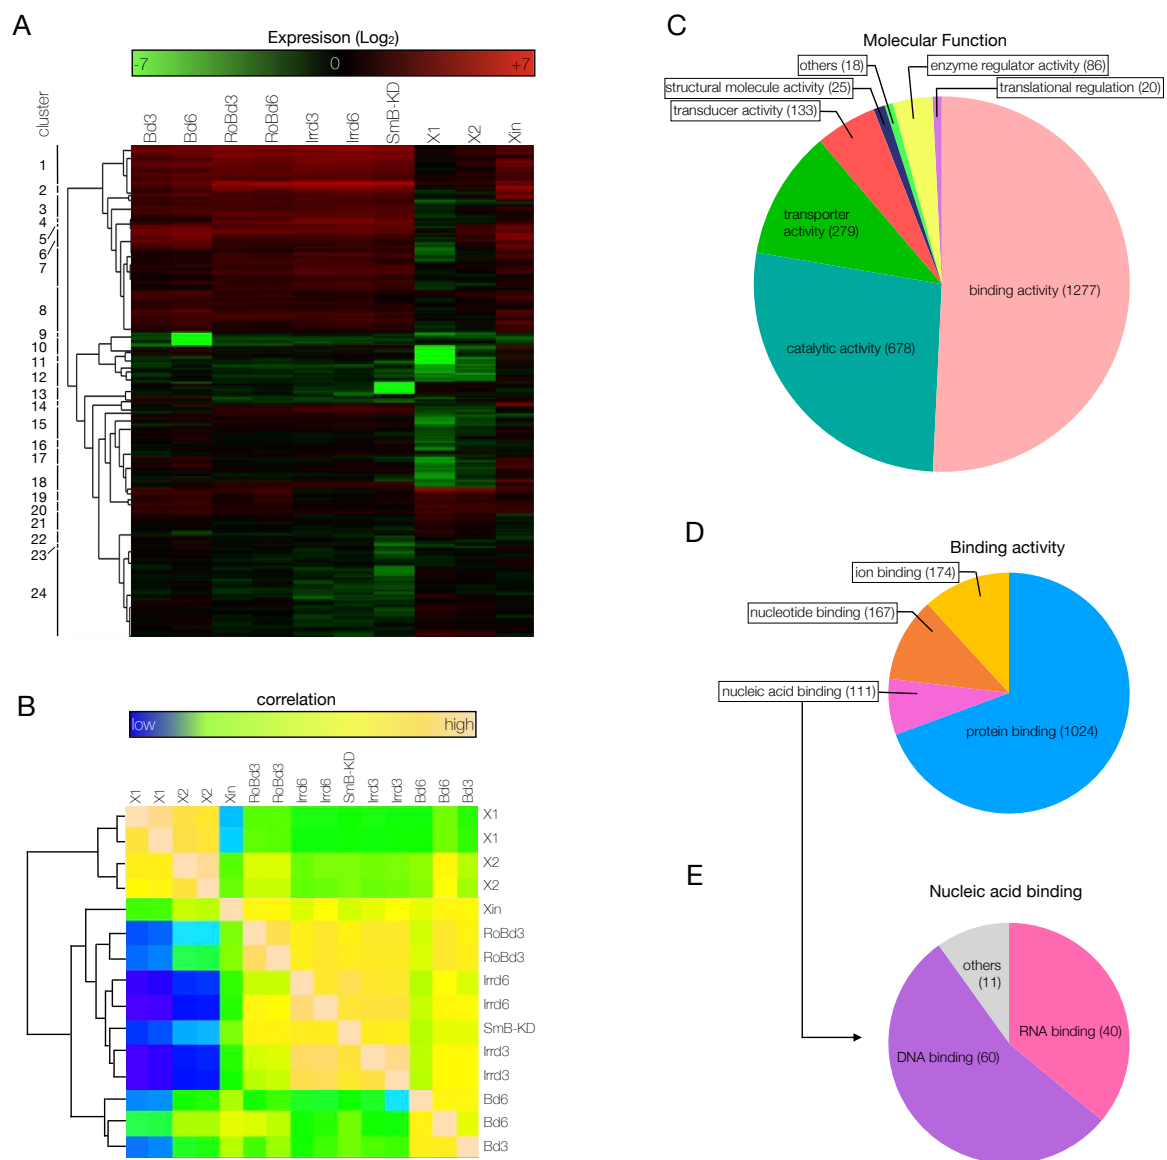 A
Expresison (Log₂)
-7
0
+7
cluster
Bd3
Bd6
RoBd3
RoBd6
Irrd3
Irrd6
SmB-KD
X1
X2
Xin
1
2
3
4
5
6
7
8
9
10
11
12
13
14
15
16
17
18
19
20
21
22
23
24
B
correlation
low
high
X1
X1
X2
X2
Xin
RoBd3
RoBd3
Irrd6
Irrd6
SmB-KD
Irrd3
Irrd3
Bd6
Bd6
Bd3
X1
X1
X2
X2
Xin
RoBd3
RoBd3
Irrd6
Irrd6
SmB-KD
Irrd3
Irrd3
Bd6
Bd6
Bd3
C
Molecular Function
others (18)
enzyme regulator activity (86)
structural molecule activity (25)
translational regulation (20)
transducer activity (133)
transporter
activity (279)
binding activity (1277)
catalytic activity (678)
D
Binding activity
ion binding (174)
nucleotide binding (167)
nucleic acid binding (111)
protein binding (1024)
E
Nucleic acid binding
others
(11)
RNA binding (40)
DNA binding (60)